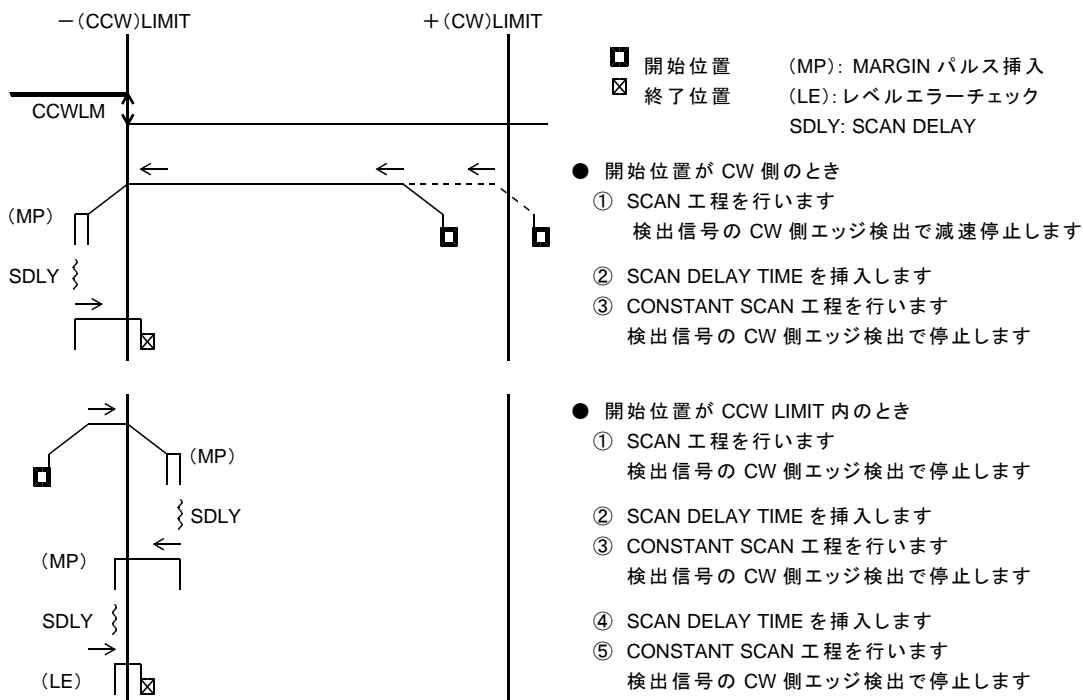 －(CCW)LIMIT
＋(CW)LIMIT
CCWLM
(MP)
SDLY
開始位置
終了位置
(MP): MARGIN パルス挿入
(LE):レベルエラーチェック
SDLY: SCAN DELAY
● 開始位置が CW 側のとき
① SCAN 工程を行います
検出信号の CW 側エッジ検出で減速停止します
② SCAN DELAY TIME を挿入します
③ CONSTANT SCAN 工程を行います
検出信号の CW 側エッジ検出で停止します
(MP)
SDLY
(MP)
SDLY
(LE)
● 開始位置が CCW LIMIT 内のとき
① SCAN 工程を行います
検出信号の CW 側エッジ検出で停止します
② SCAN DELAY TIME を挿入します
③ CONSTANT SCAN 工程を行います
検出信号の CW 側エッジ検出で停止します
④ SCAN DELAY TIME を挿入します
⑤ CONSTANT SCAN 工程を行います
検出信号の CW 側エッジ検出で停止します